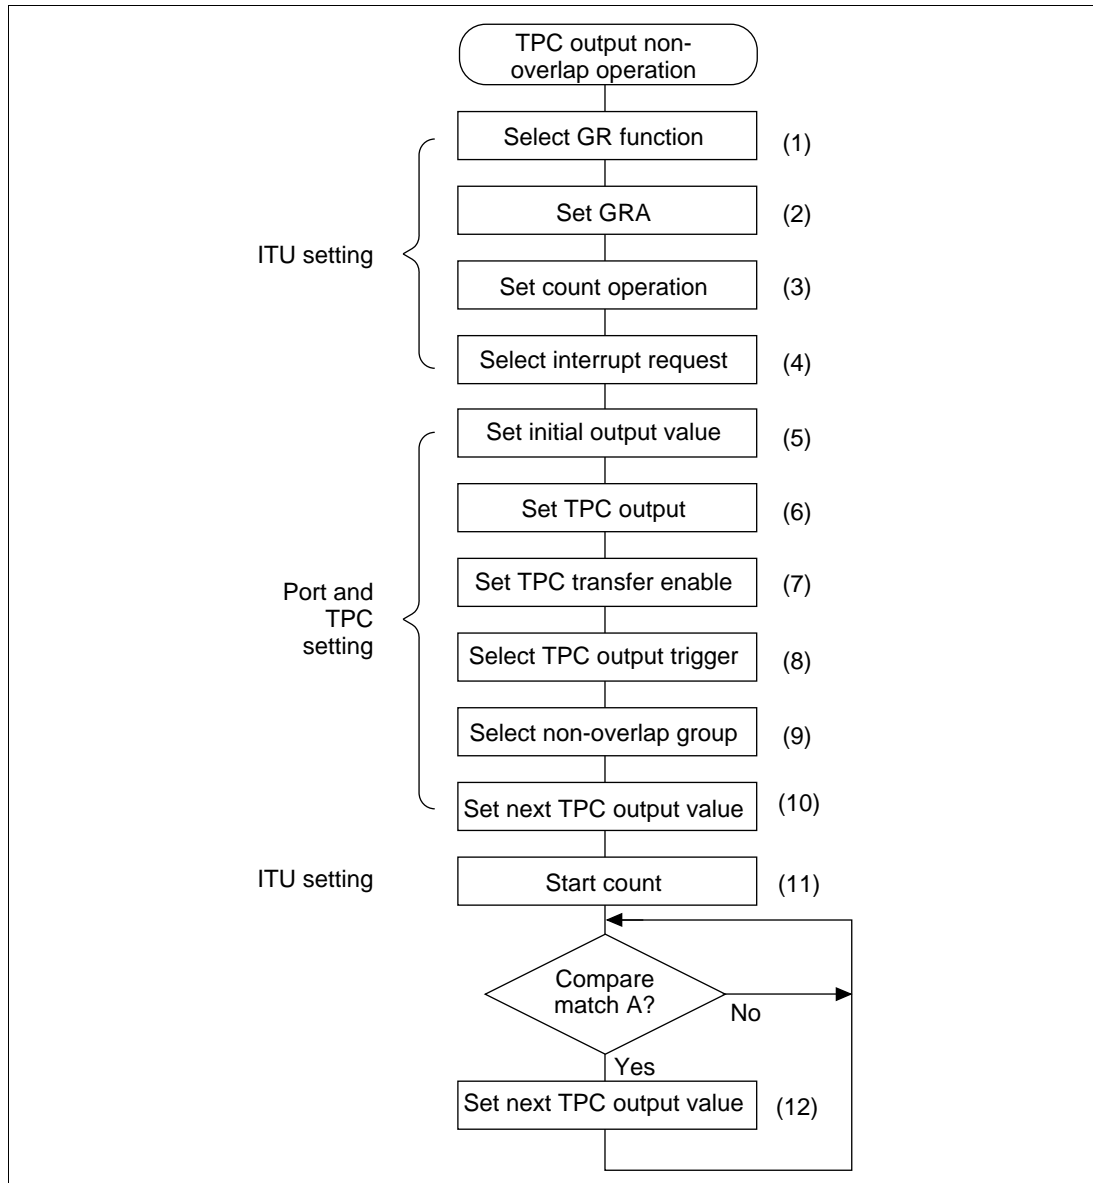 TPC output non-
overlap operation
Select GR function
(1)
Set GRA
(2)
ITU setting
Set count operation
(3)
Select interrupt request
(4)
Set initial output value
(5)
Set TPC output
(6)
Set TPC transfer enable
(7)
Port and
TPC
setting
Select TPC output trigger
(8)
Select non-overlap group
(9)
Set next TPC output value
(10)
ITU setting
Start count
(11)
Compare
match A?
No
Yes
Set next TPC output value
(12)